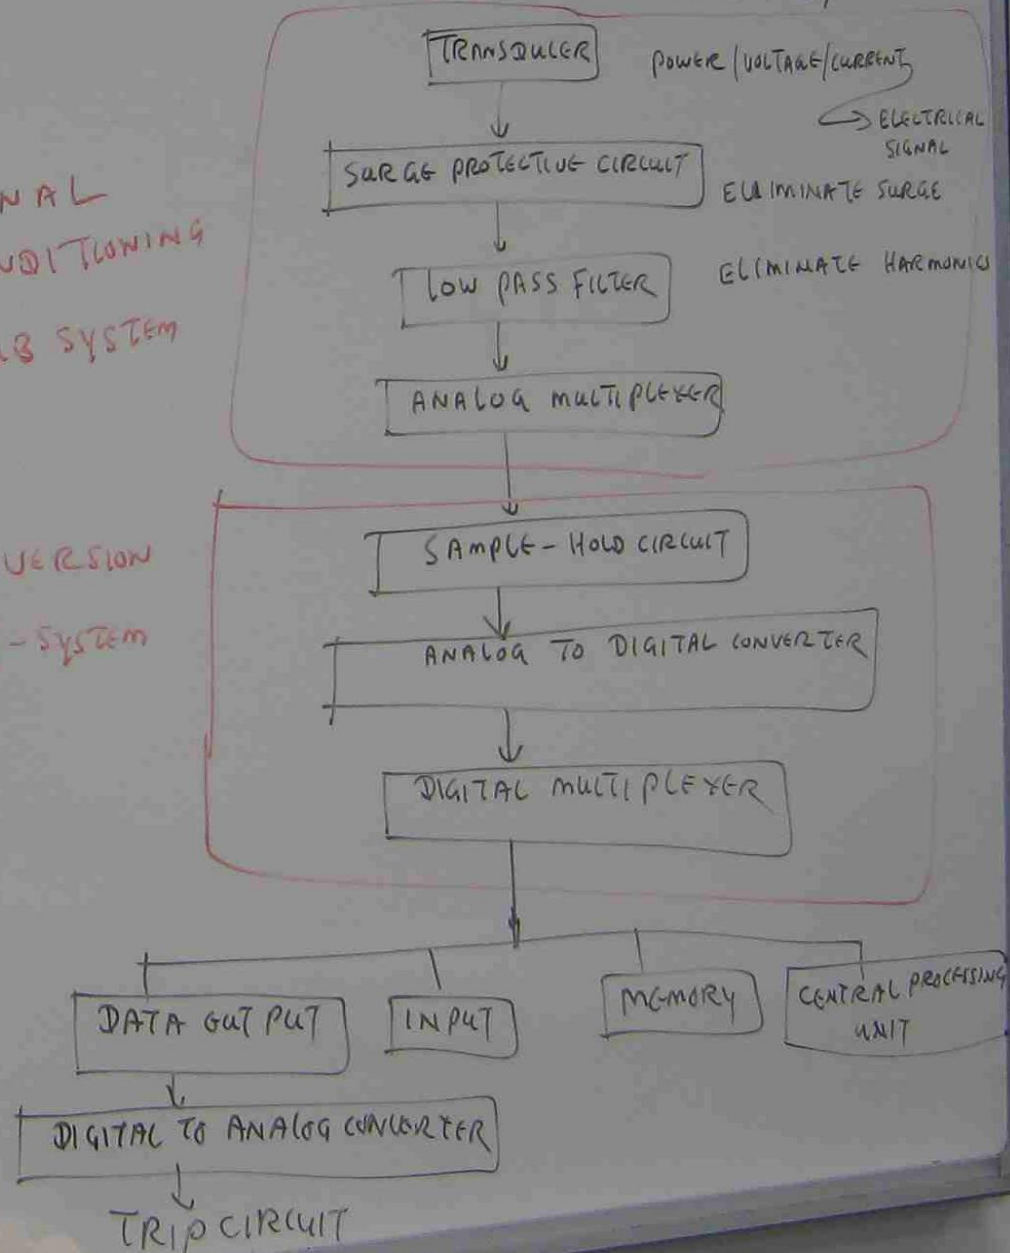 TRANSDUCER
POWER/VOLTAGE/CURRENT
ELECTRICAL
SIGNAL
SURGE PROTECTIVE CIRCUIT
ELIMINATE SURGE
NAL
NDITIONING
UB SYSTEM
LOW PASS FILTER
ELIMINATE HARMONICS
ANALOG MULTIPLEXER
VERSION
-SYSTEM
SAMPLE-HOLD CIRCUIT
ANALOG TO DIGITAL CONVERTER
DIGITAL MULTIPLEXER
DATA OUTPUT
INPUT
MEMORY
CENTRAL PROCESSING
UNIT
DIGITAL TO ANALOG CONVERTER
TRIP CIRCUIT